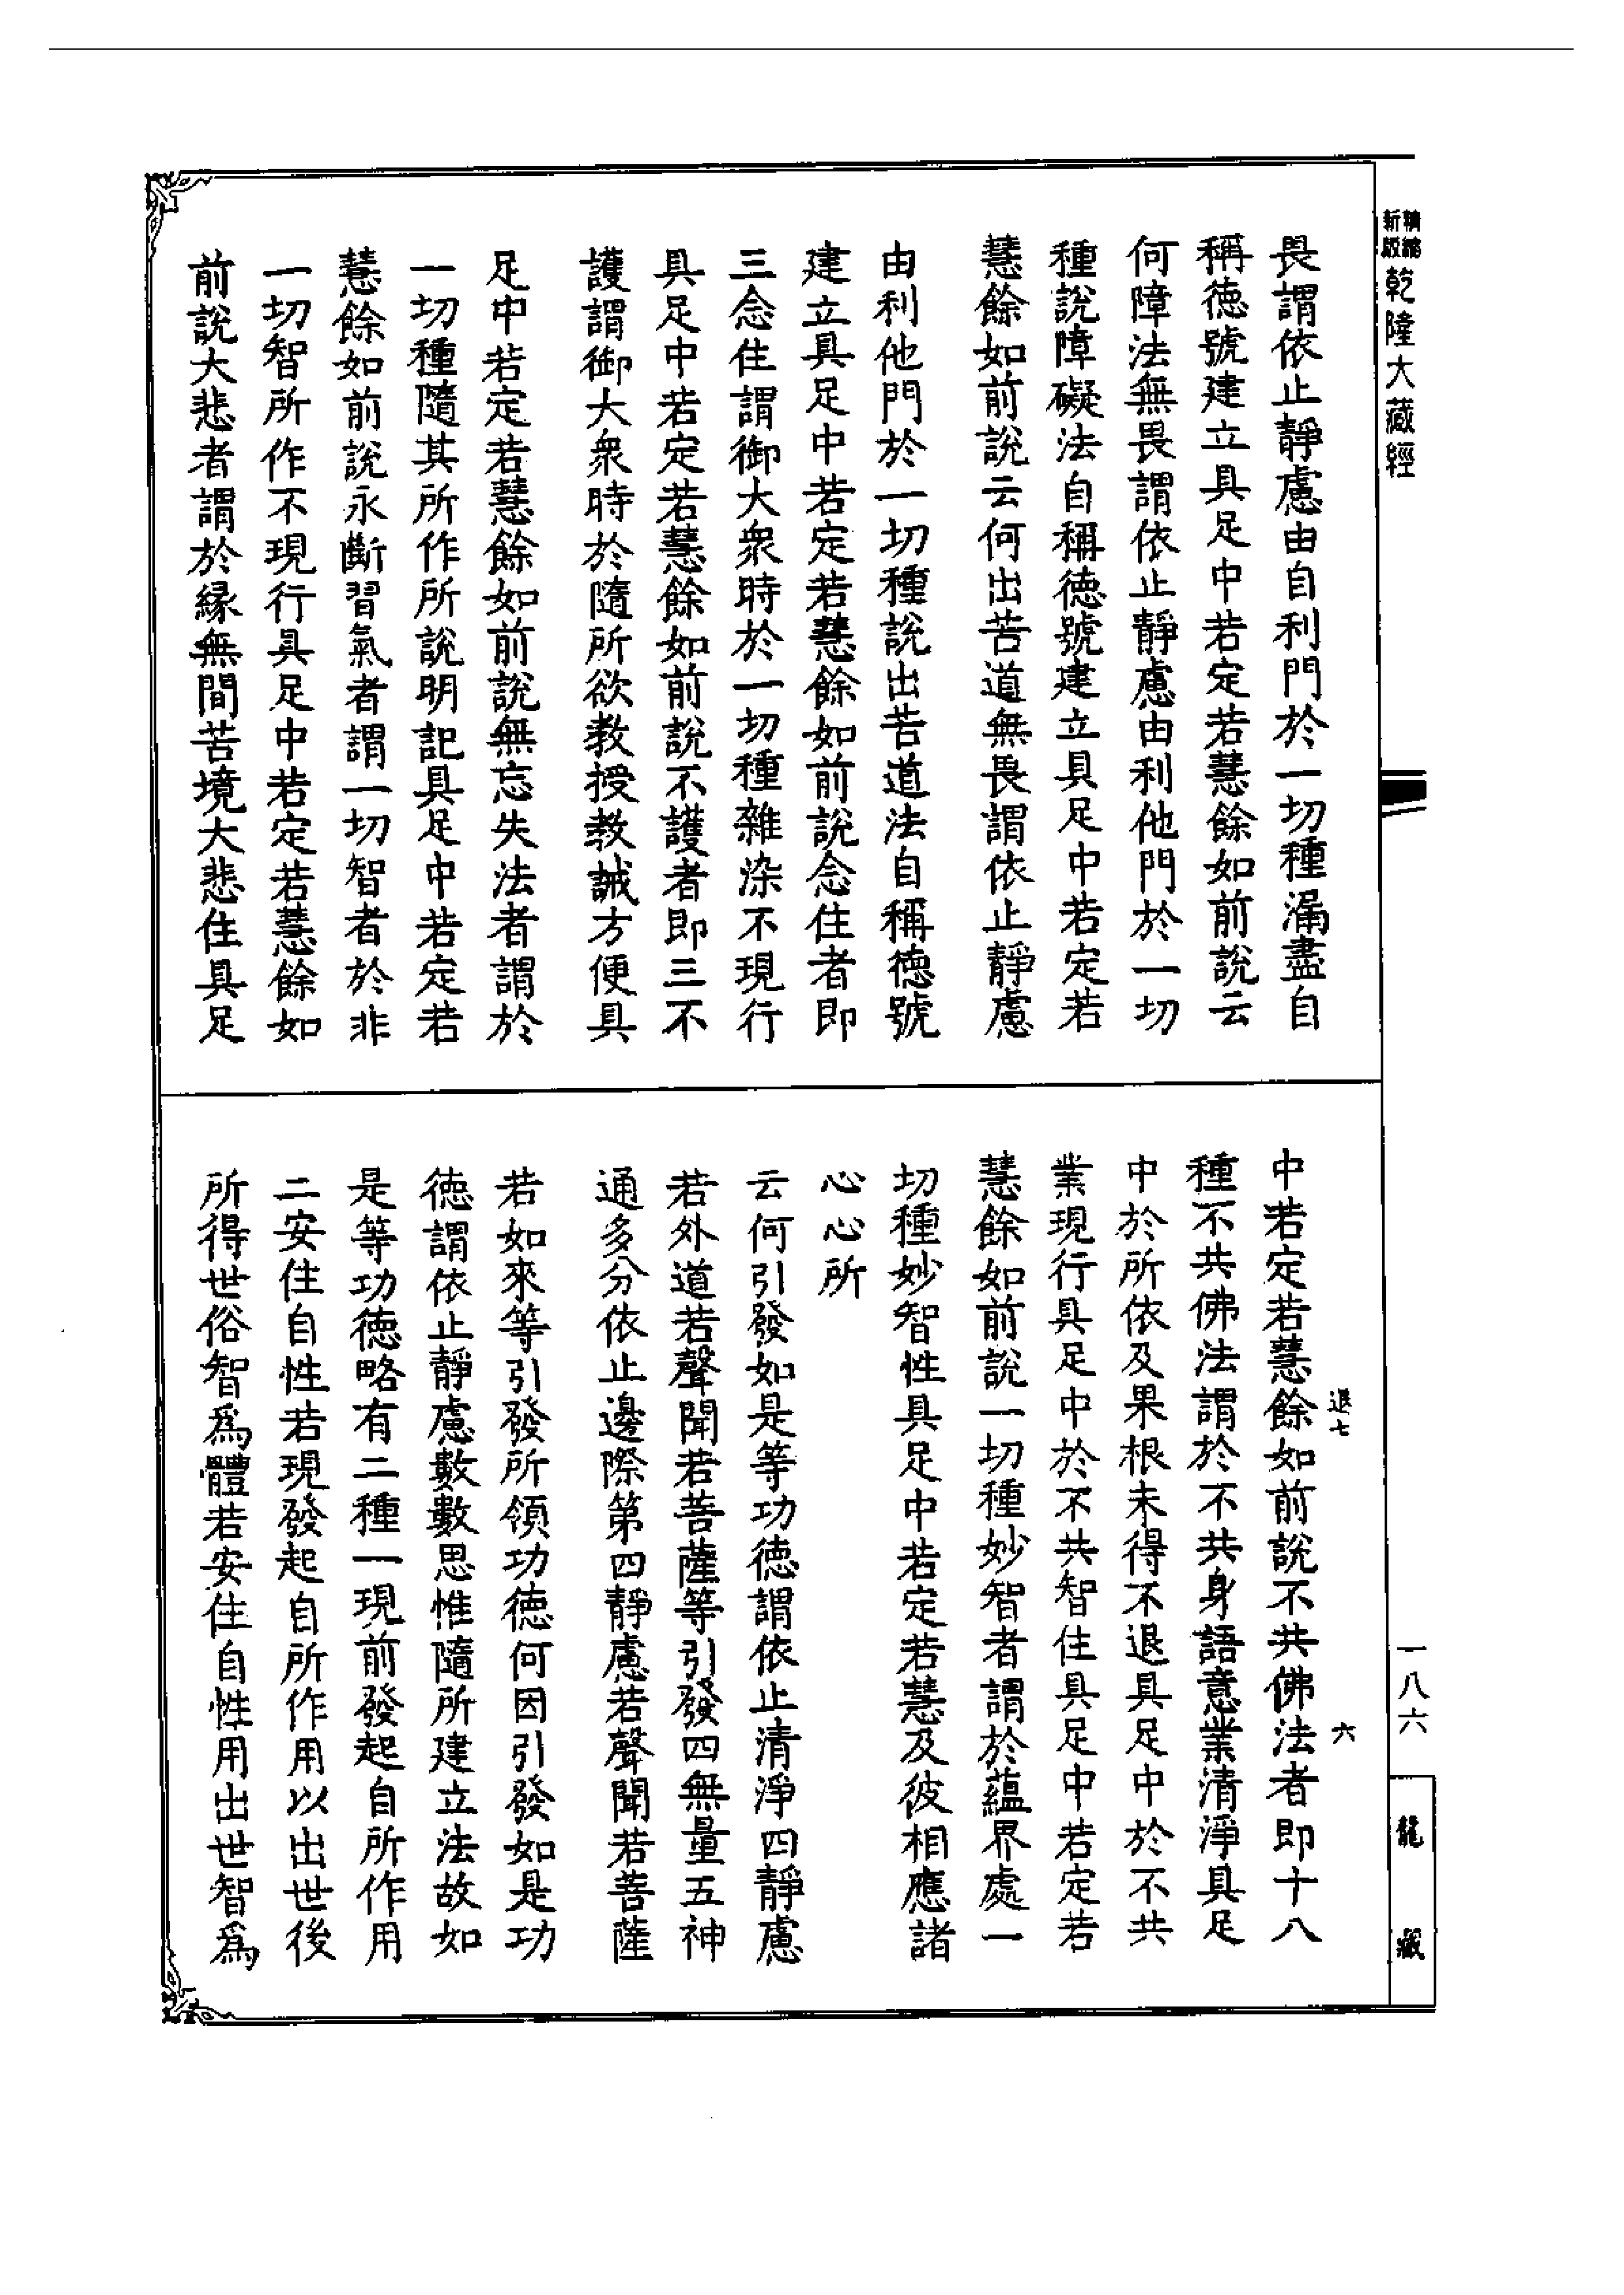 新編縮版
乾隆大藏經
畏謂依止靜慮由自利門於一切種漏盡自
稱德號建立具足中若定若慧餘如前說云
何障法無畏謂依止靜慮由利他門於一切
種說障礙法自稱德號建立具足中若定若
慧餘如前說云何出苦道無畏謂依止靜慮
由利他門於一切種說出苦道法自稱德號
建立具足中若定若慧餘如前說念住者即
三念住謂御大衆時於一切種雜染不現行
具足中若定若慧餘如前說不護者即三不
護謂御大衆時於隨所欲教授教誡方便具
足中若定若慧餘如前說無忘失法者謂於
一切種隨其所作所說明記具足中若定若
慧餘如前說永斷習氣者謂一切智者於非
一切智所作不現行具足中若定若慧餘如
前說大悲者謂於緣無間苦境大悲住具足
退七
六
中若定若慧餘如前說不共佛法者即十八
種不共佛法謂於不共身語意業清淨具足
中於所依及果根未得不退具足中於不共
業現行具足中於不共智住具足中若定若
慧餘如前說一切種妙智者謂於蘊界處一
切種妙智性具足中若定若慧及彼相應諸
心心所
云何引發如是等功德謂依止清淨四靜慮
若外道若聲聞若菩薩等引發四無量五神
通多分依止邊際第四靜慮若聲聞若菩薩
若如來等引發所領功德何因引發如是功
德謂依止靜慮數數思惟隨所建立法故如
是等功德略有二種一現前發起自所作用
二安住自性若現發起自所作用以出世後
所得世俗智爲體若安住自性用出世智爲
一八六
龍藏